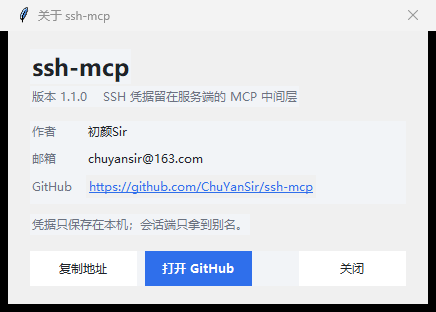 关于 ssh-mcp
ssh-mcp
版本 1.1.0 SSH 凭据留在服务端的 MCP 中间层
作者 初颜Sir
邮箱 chuyansir@163.com
GitHub https://github.com/ChuYanSir/ssh-mcp
凭据只保存在本机；会话端只拿到别名。
复制地址 打开 GitHub 关闭